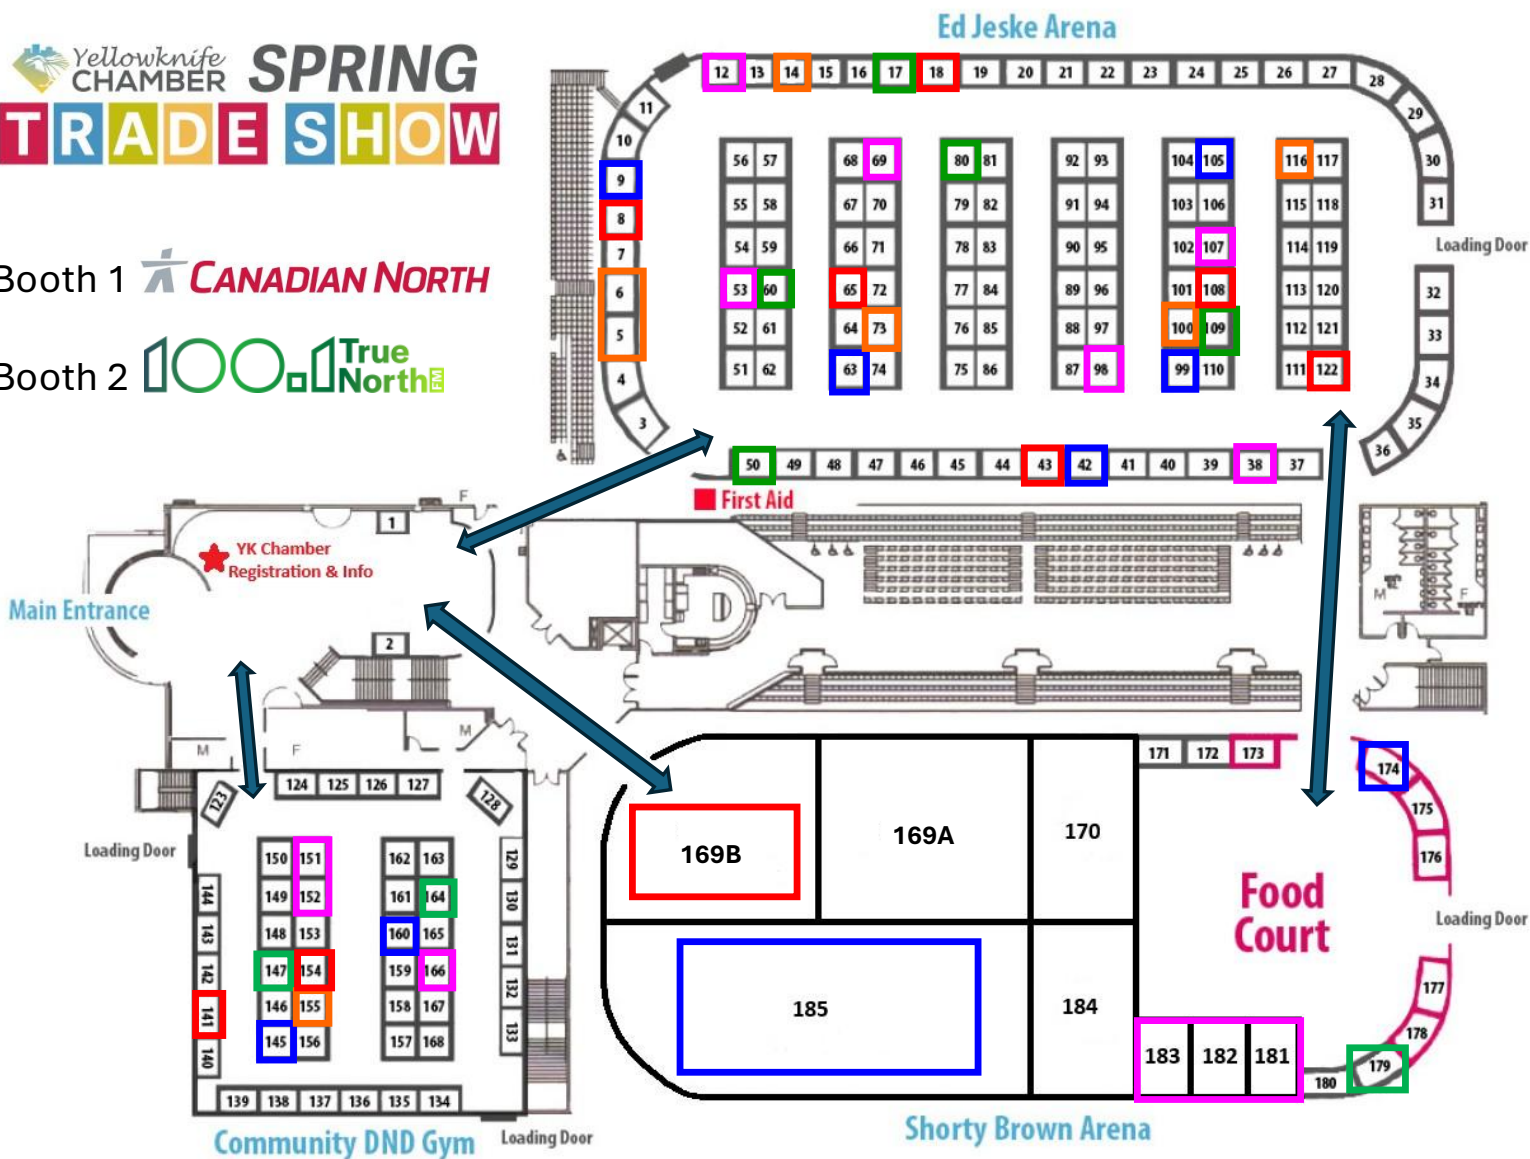 Yellowknife
CHAMBER
SPRING
TRADE SHOW
Booth 1 CANADIAN NORTH
Booth 2 100.1 True North FM
Ed Jeske Arena
12 13 14 15 16 17 18 19 20 21 22 23 24 25 26 27
28
29
30
31
Loading Door
32
33
34
35
36
11
10
9
8
7
6
5
4
3
56 57 68 69 80 81 92 93 104 105 116 117
55 58 67 70 79 82 91 94 103 106 115 118
54 59 66 71 78 83 90 95 102 107 114 119
53 60 65 72 77 84 89 96 101 108 113 120
52 61 64 73 76 85 88 97 100 109 112 121
51 62 63 74 75 86 87 98 99 110 111 122
50 49 48 47 46 45 44 43 42 41 40 39 38 37
First Aid
F
1
YK Chamber
Registration & Info
Main Entrance
2
M F
M F M
123
124 125 126 127
128
Loading Door
150 151 162 163
149 152 161 164
148 153 160 165
147 154 159 166
146 155 158 167
145 156 157 168
144
143
142
141
140
129
130
131
132
133
139 138 137 136 135 134
Community DND Gym
Loading Door
169B
169A
170
185
184
171 172 173
174
175
176
Food
Court
Loading Door
177
178
179
180
183 182 181
Shorty Brown Arena